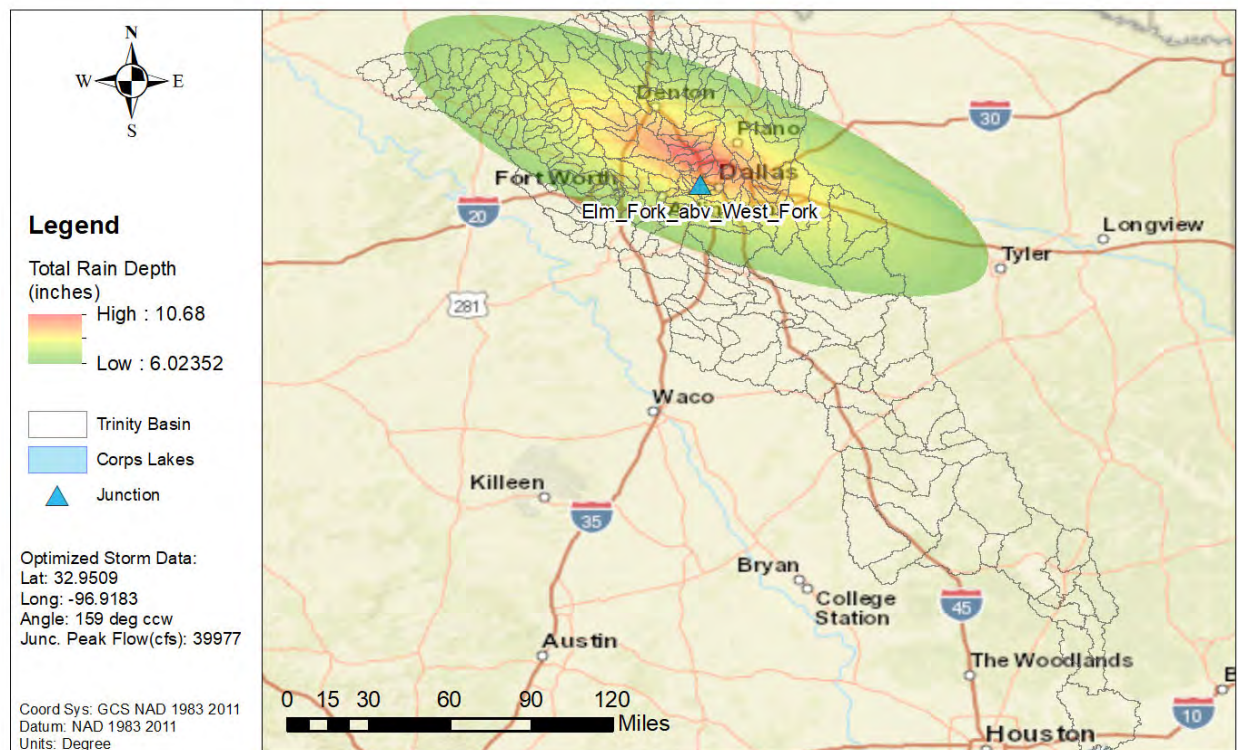 N
W
E
S
Legend
Total Rain Depth
(inches)
High : 10.68
Low : 6.02352
Trinity Basin
Corps Lakes
Junction
Optimized Storm Data:
Lat: 32.9509
Long: -96.9183
Angle: 159 deg ccw
Junc. Peak Flow(cfs): 39977
Coord Sys: GCS NAD 1983 2011
Datum: NAD 1983 2011
Units: Degree
Denton
Plano
30
Fort Worth
Dallas
20
Elm_Fork_abv_West_Fork
Longview
Tyler
281
Waco
Killeen
35
Bryan
College
Station
45
Austin
The Woodlands
10
Houston
0 15 30 60 90 120
Miles